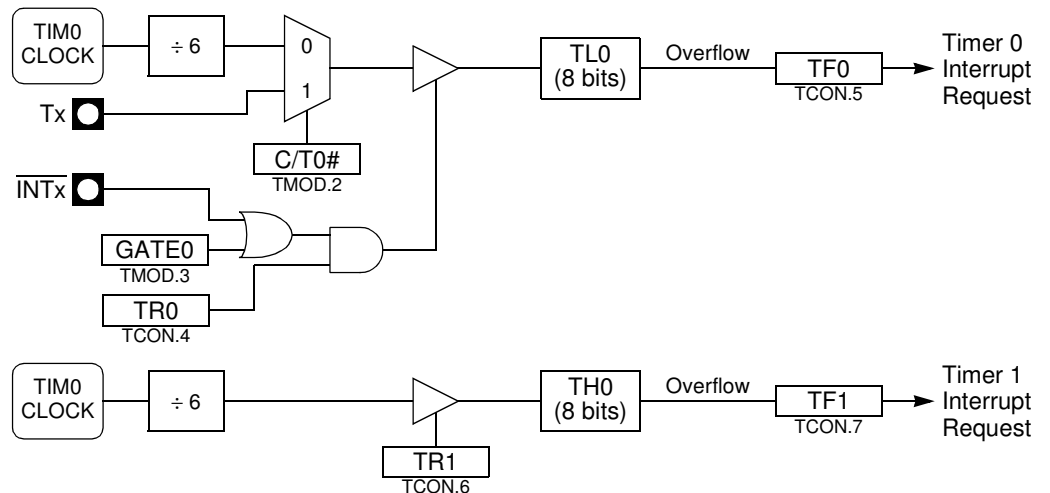 TIM0
CLOCK
÷ 6
0
1
Tx
C/T0#
TMOD.2
INTx
GATE0
TMOD.3
TR0
TCON.4
TL0
(8 bits)
Overflow
TF0
TCON.5
Timer 0
Interrupt
Request
TIM0
CLOCK
÷ 6
TR1
TCON.6
TH0
(8 bits)
Overflow
TF1
TCON.7
Timer 1
Interrupt
Request